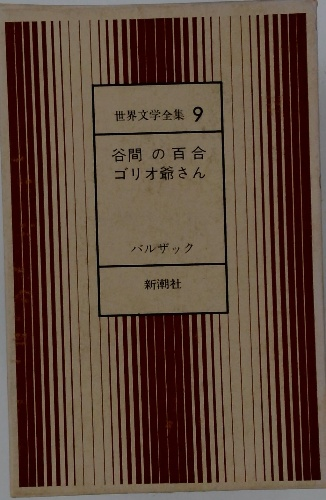 世界文学全集 9
谷間の百合
ゴリオ爺さん
バルザック
新潮社